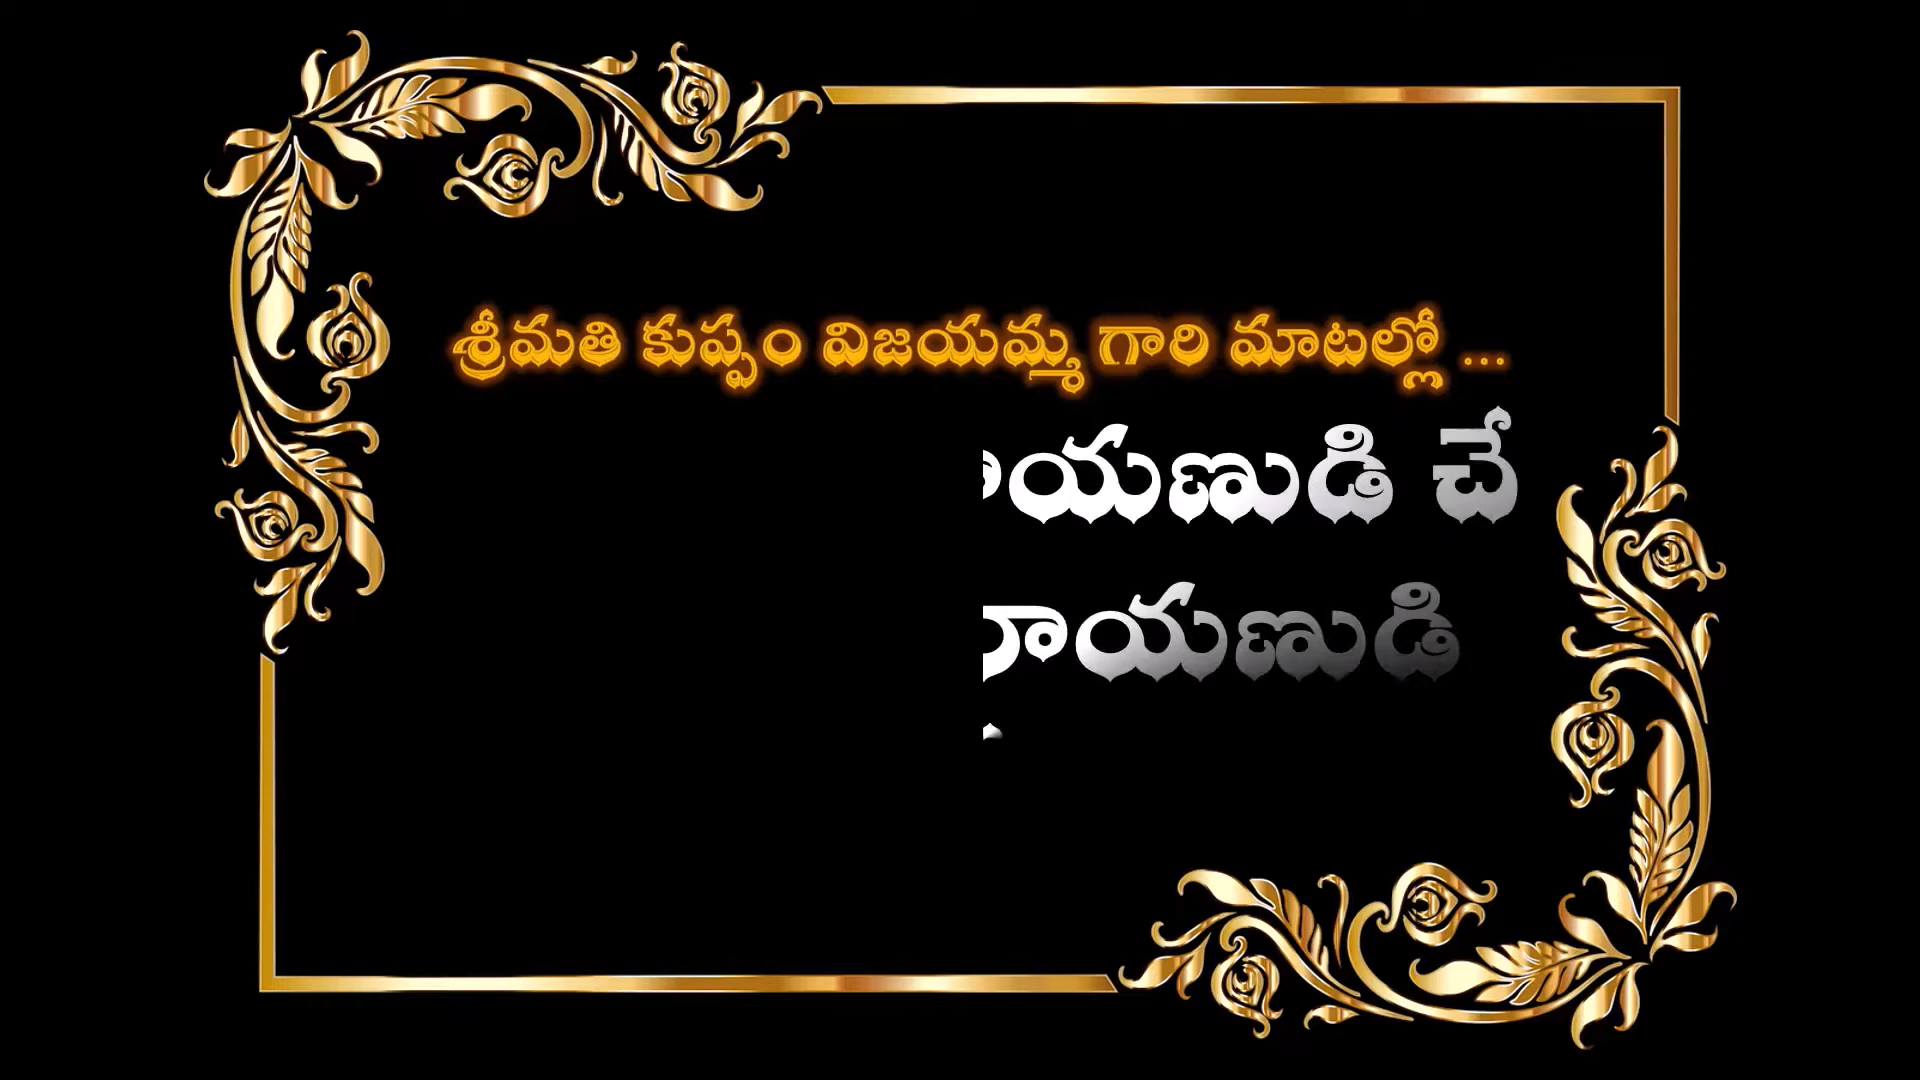 శ్రీమతి కుప్పం విజయమ్మ గారి మాటల్లో ...
యణుడి చే
రాయణుడి